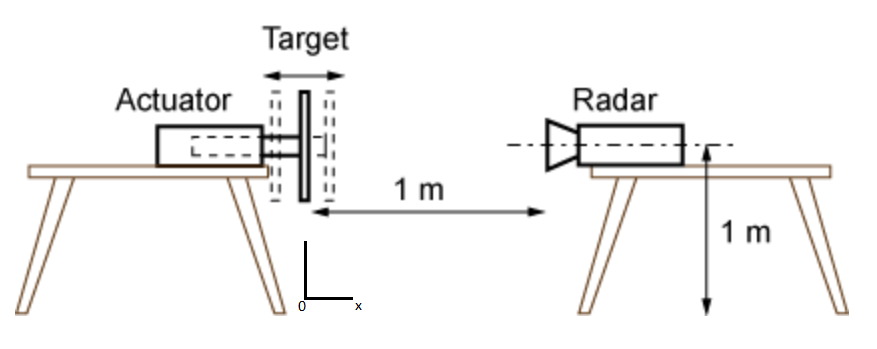 Target
Actuator
Radar
1 m
1 m
0
x